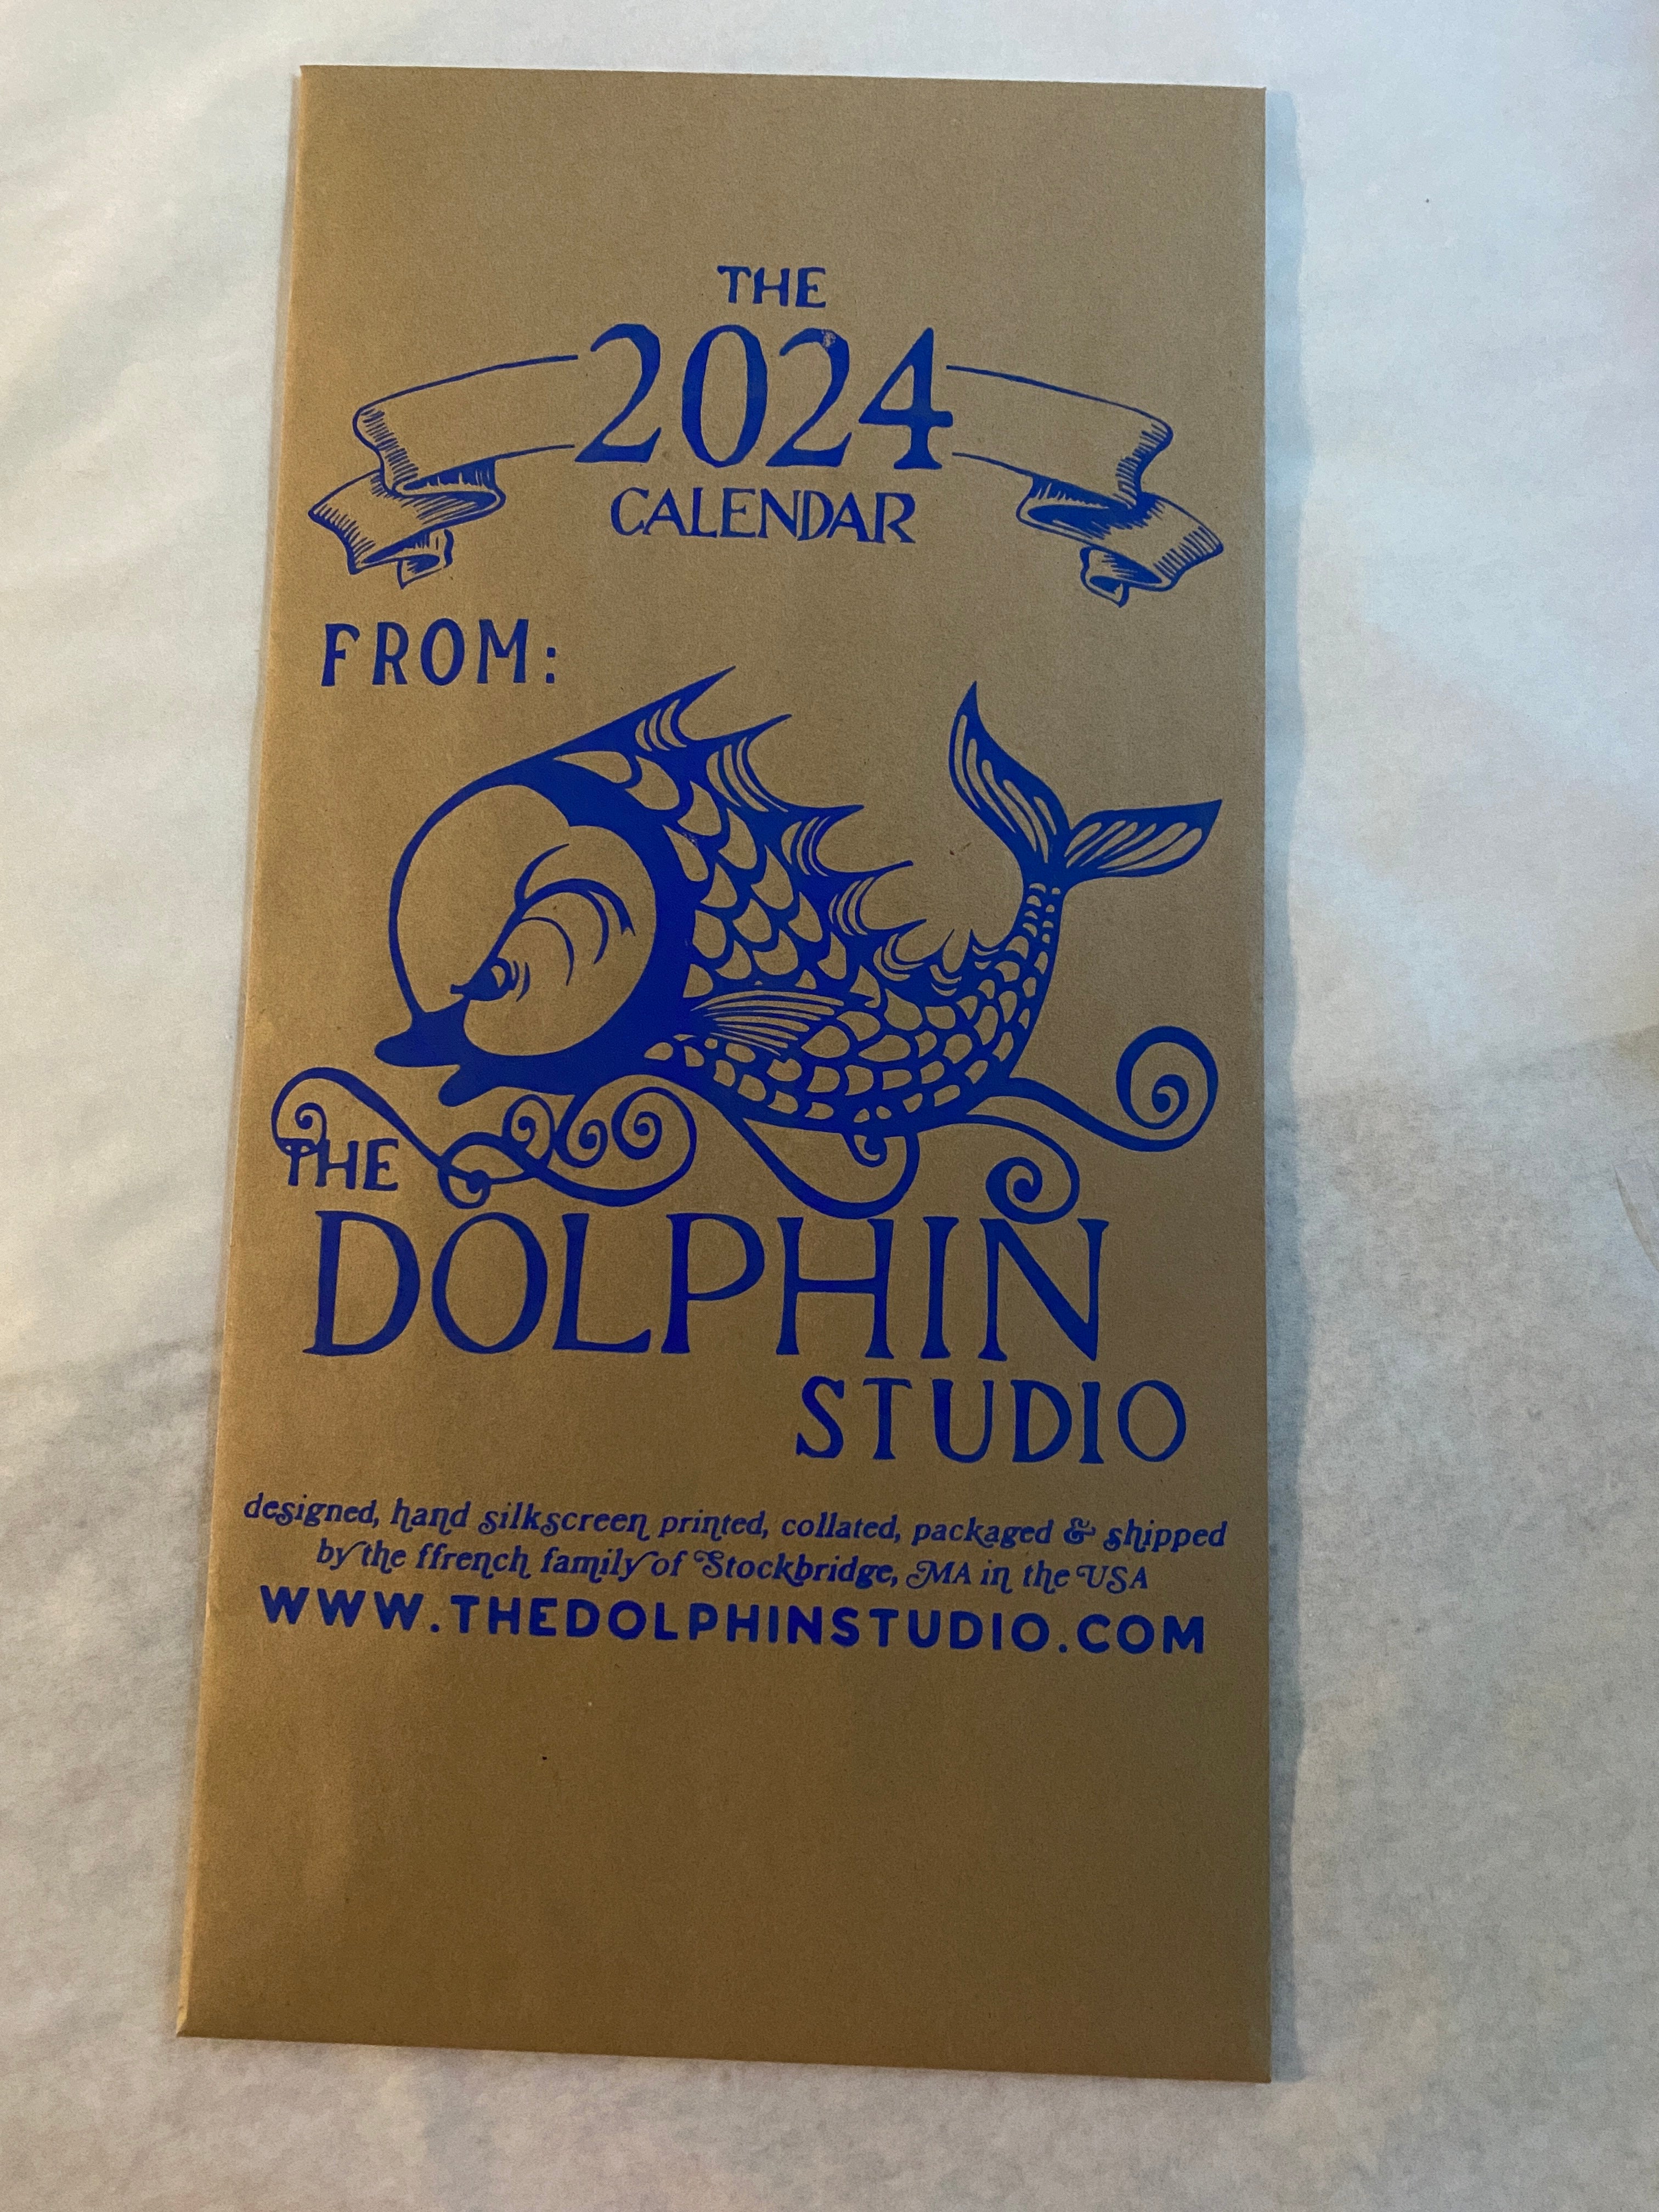 THE
2024
CALENDAR
FROM:
THE
DOLPHIN
STUDIO
designed, hand silkscreen printed, collated, packaged & shipped
by the ffrench family of Stockbridge, MA in the USA
WWW.THEDOLPHINSTUDIO.COM